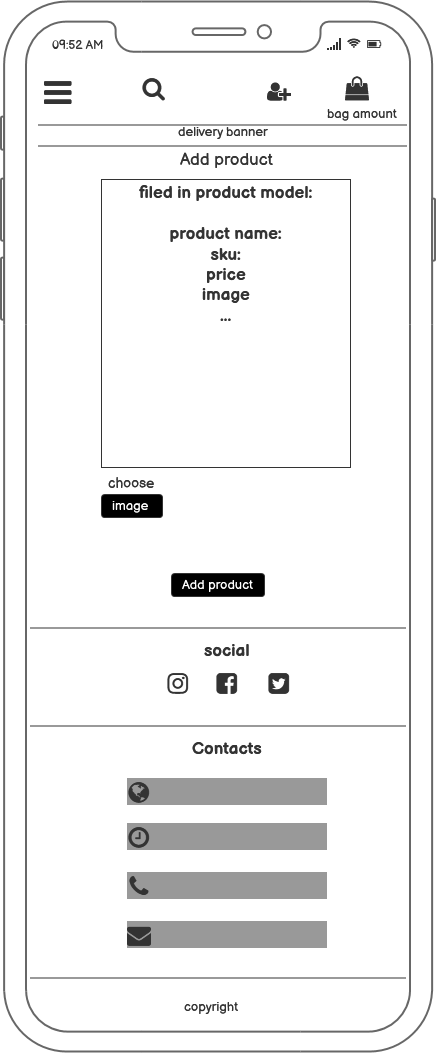 09:52 AM
bag amount
delivery banner
Add product
filed in product model:
product name:
sku:
price
image
...
choose
image
Add product
social
Contacts
copyright